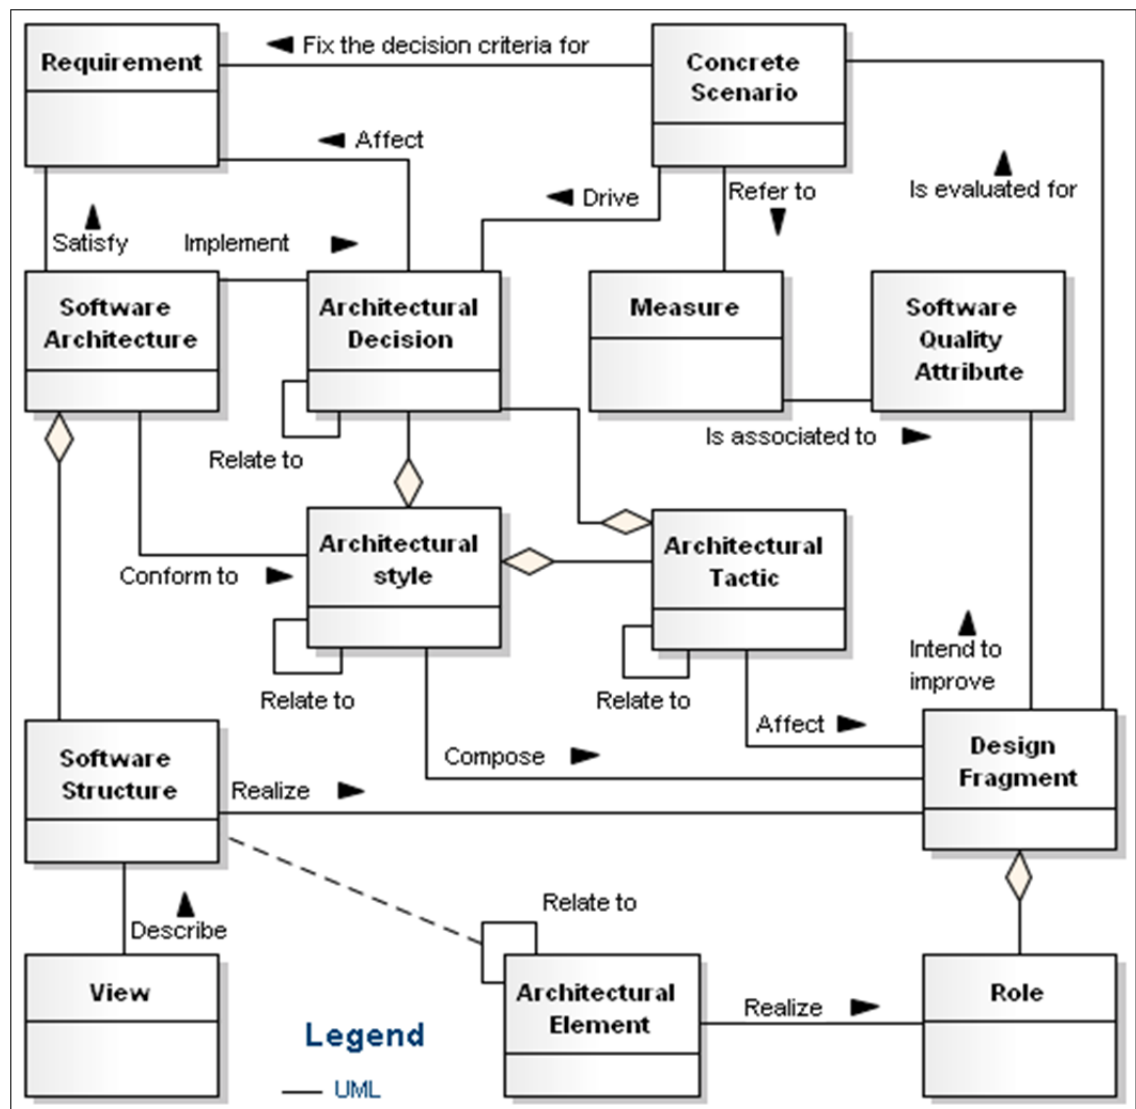 Requirement
Fix the decision criteria for
Concrete
Scenario
Affect
Drive
Refer to
Is evaluated for
Satisfy
Implement
Software
Architecture
Architectural
Decision
Measure
Software
Quality
Attribute
Is associated to
Relate to
Architectural
style
Architectural
Tactic
Conform to
Relate to
Relate to
Intend to
improve
Affect
Compose
Software
Structure
Realize
Design
Fragment
Relate to
Describe
View
Architectural
Element
Realize
Role
Legend
UML